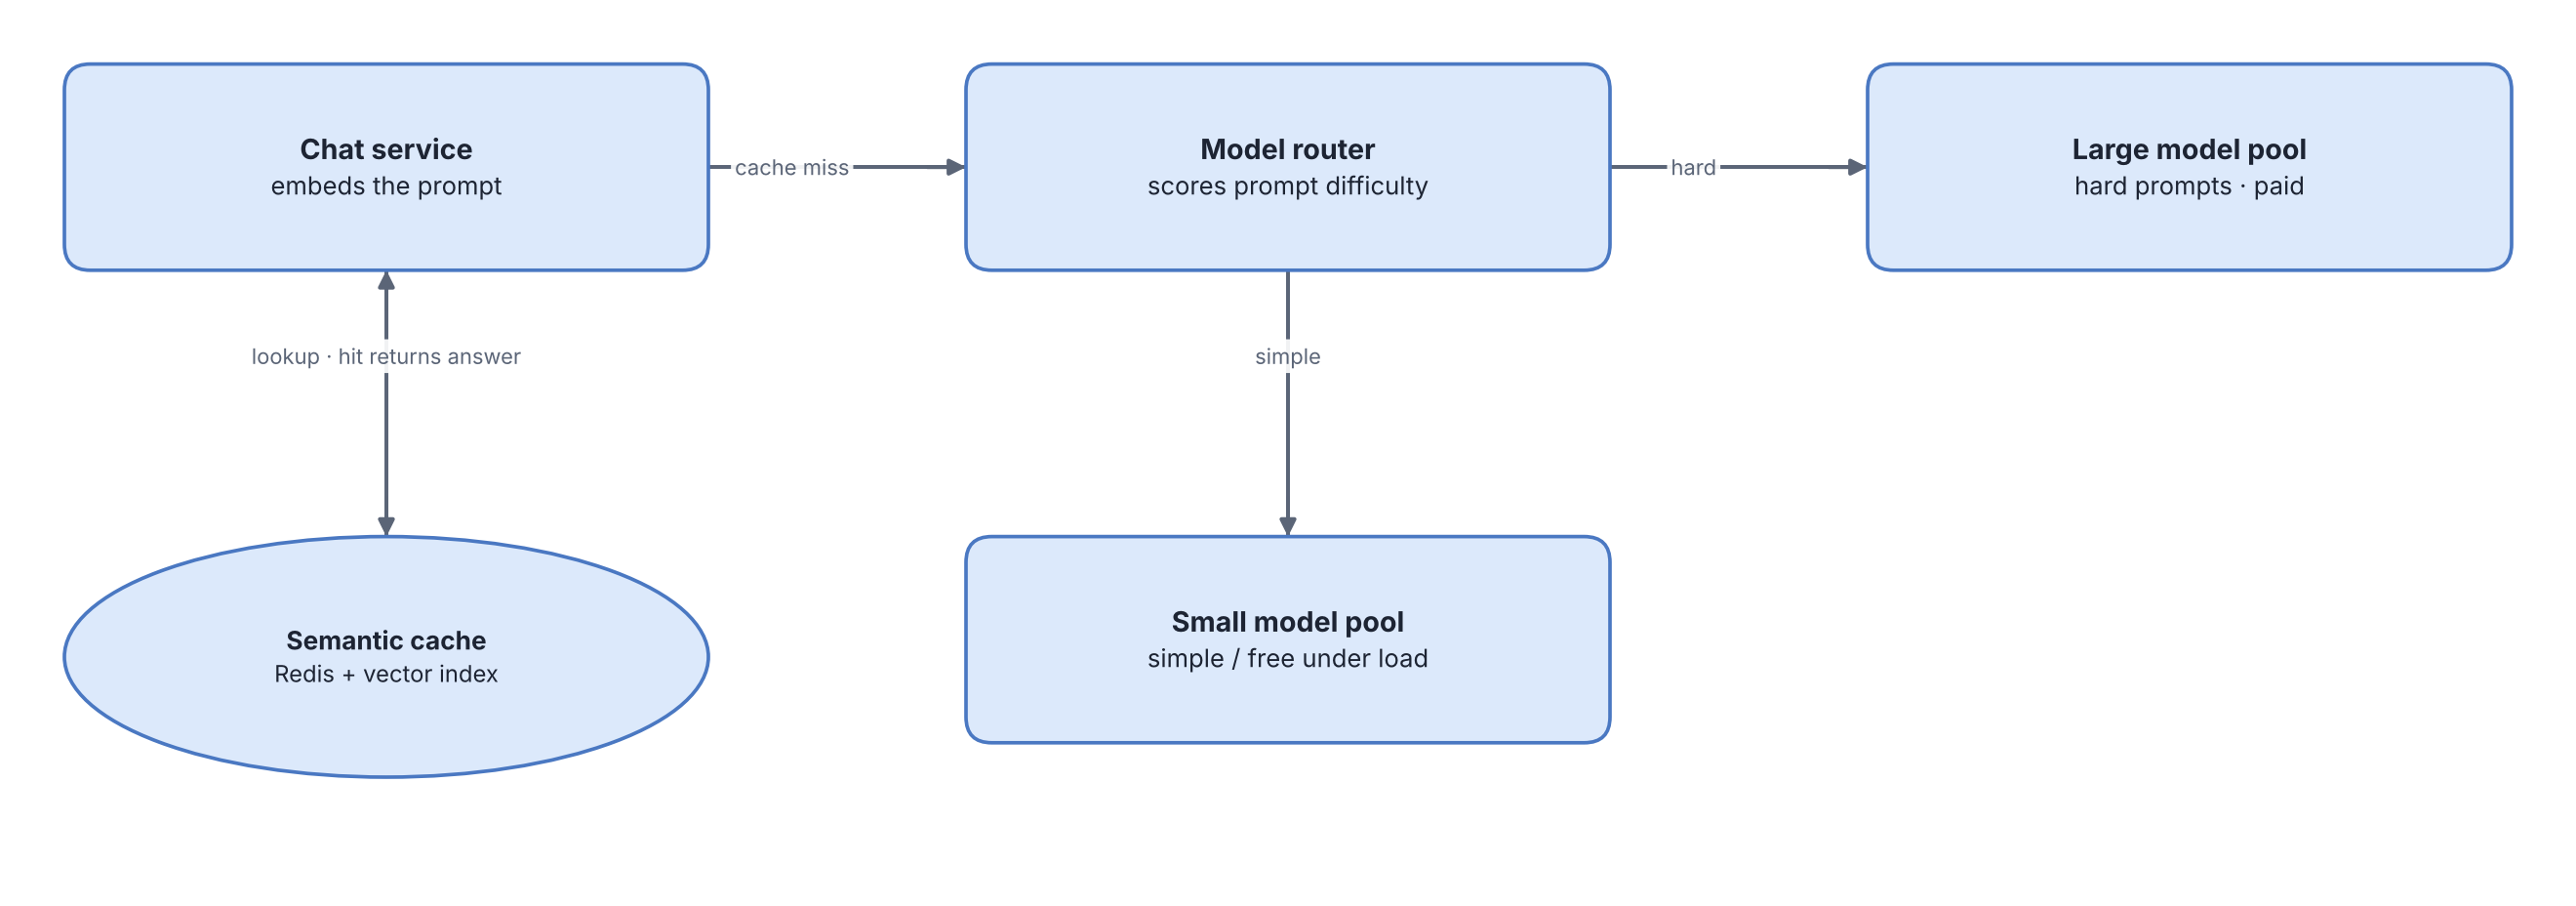 Chat service
embeds the prompt
cache miss
Model router
scores prompt difficulty
hard
Large model pool
hard prompts · paid
lookup · hit returns answer
simple
Semantic cache
Redis + vector index
Small model pool
simple / free under load